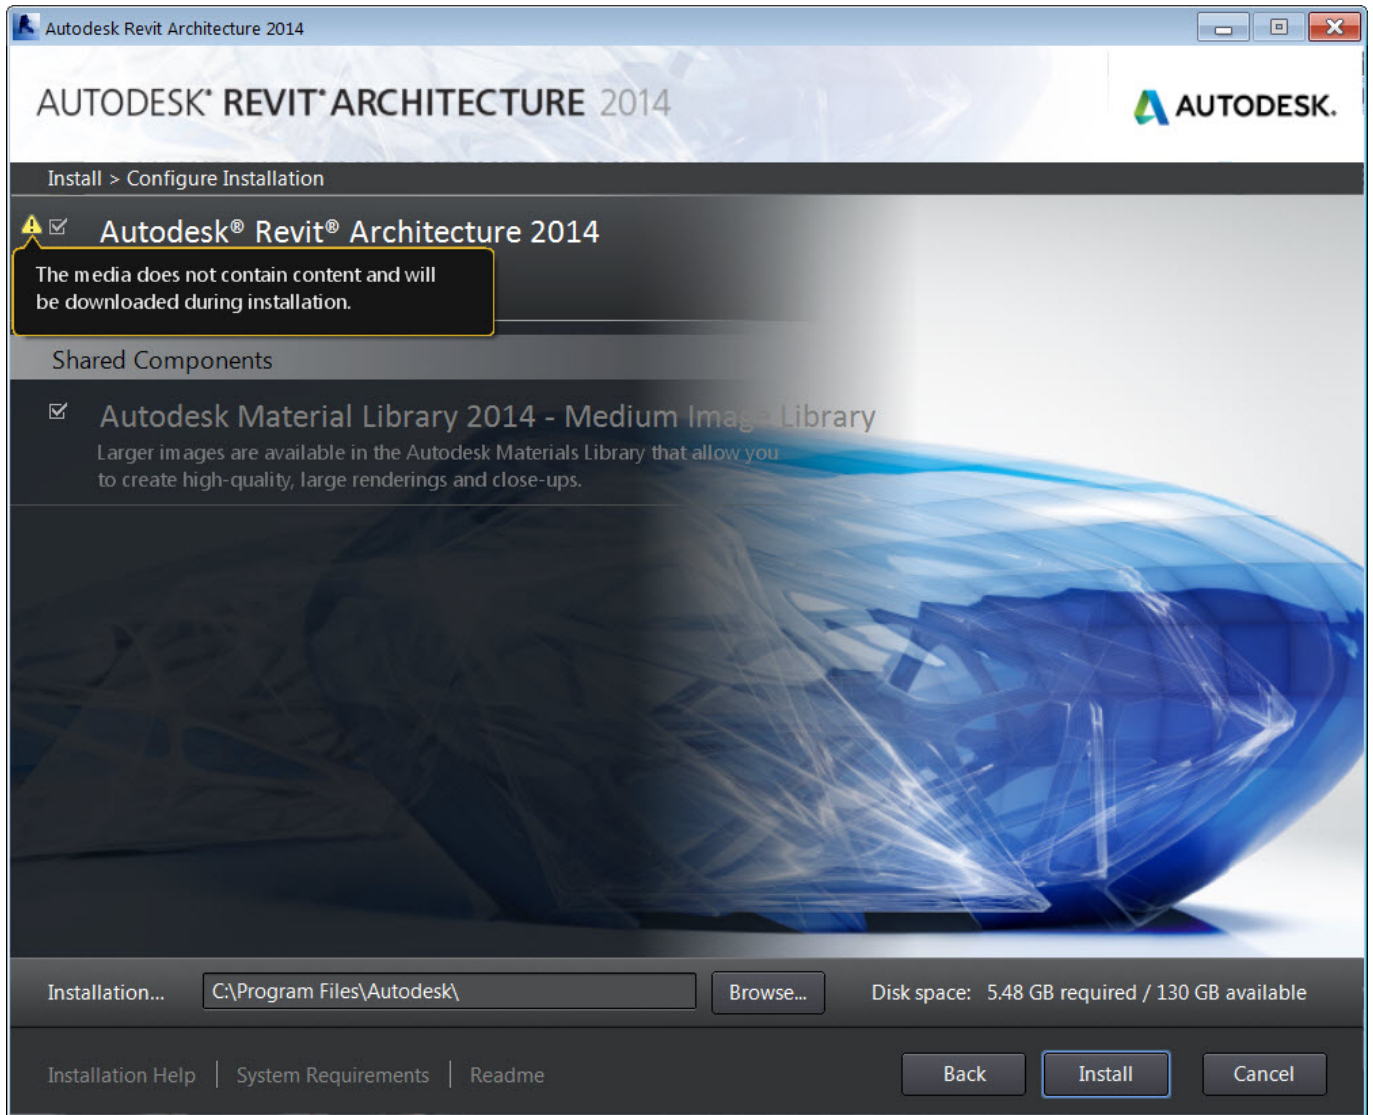 Autodesk Revit Architecture 2014
AUTODESK® REVIT® ARCHITECTURE 2014
AUTODESK.
Install > Configure Installation
Autodesk® Revit® Architecture 2014
The media does not contain content and will
be downloaded during installation.
Shared Components
Autodesk Material Library 2014 - Medium Image Library
Larger images are available in the Autodesk Materials Library that allow you
to create high-quality, large renderings and close-ups.
Installation... C:\Program Files\Autodesk\ Browse... Disk space: 5.48 GB required / 130 GB available
Installation Help | System Requirements | Readme Back Install Cancel